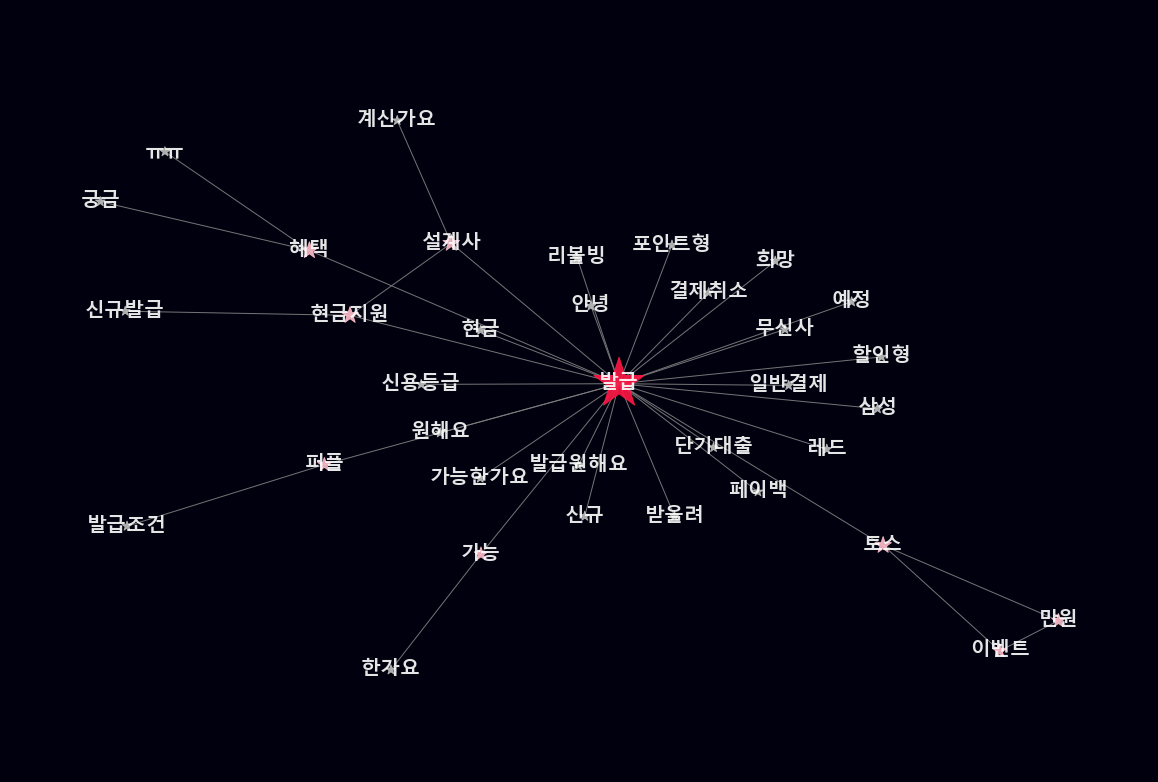 계신가요
ㅠㅠ
궁금
설계사
혜택
포인트형
리볼빙
희망
결제취소
예정
안녕
신규발급
현금지원
현금
무신사
할인형
발급
신용등급
일반결제
삼성
원해요
단기대출
레드
퍼플
발급원해요
가능한가요
페이백
신규
받을려
발급조건
토스
가능
만원
이벤트
한가요